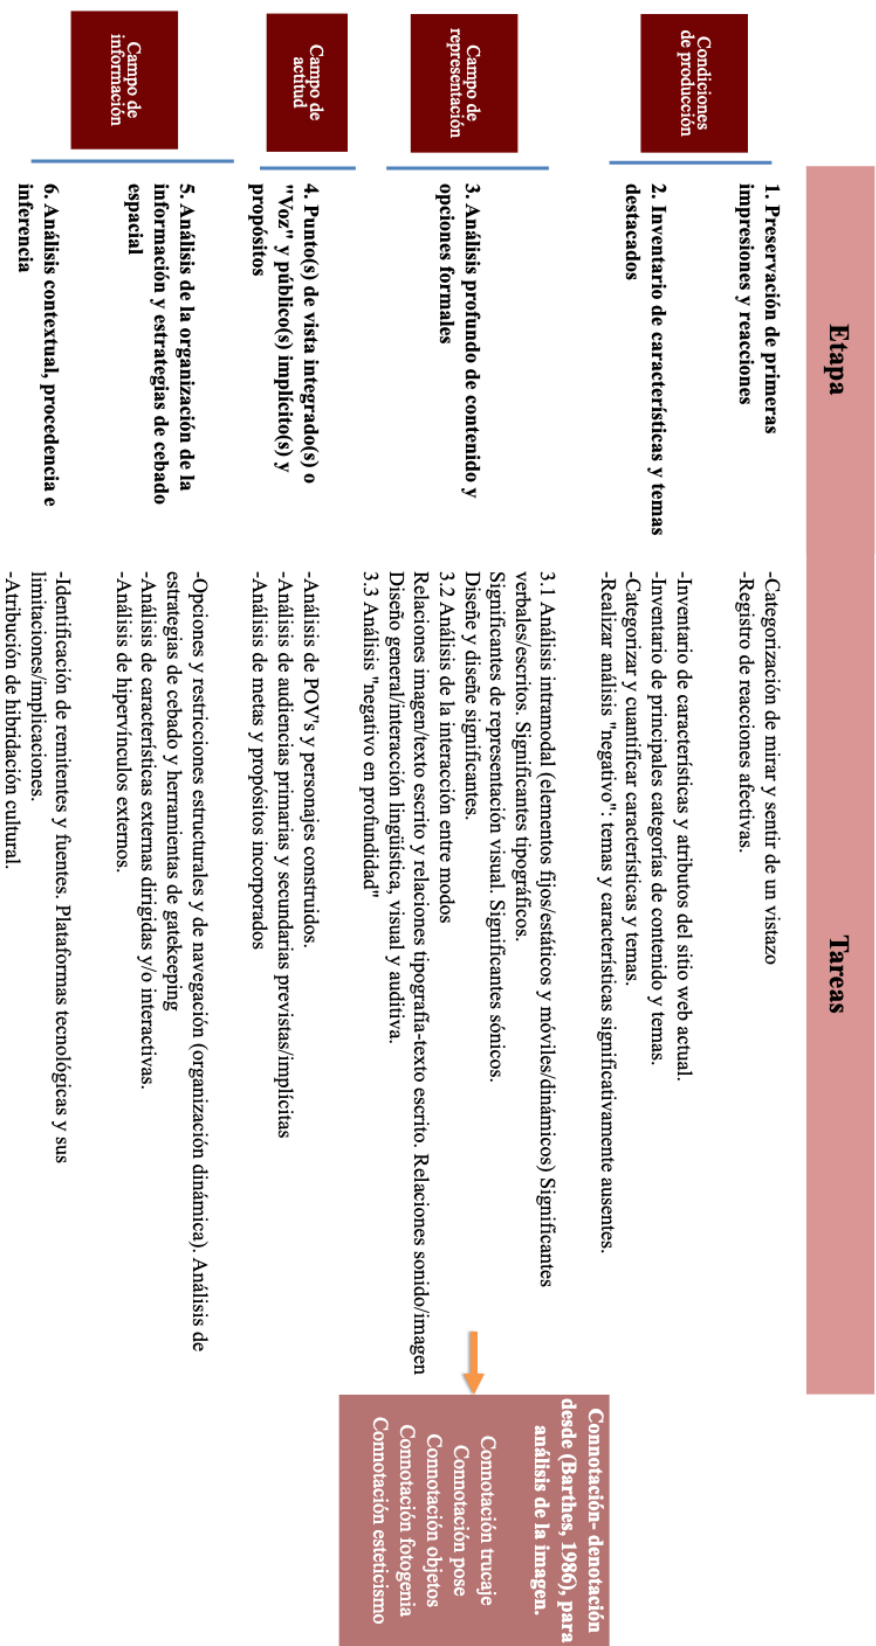 Etapa
Tareas
Condiciones
de producción
1. Preservación de primeras
impresiones y reacciones
-Categorización de mirar y sentir de un vistazo
-Registro de reacciones afectivas.
2. Inventario de características y temas
destacados
-Inventario de características y atributos del sitio web actual.
-Inventario de principales categorías de contenido y temas.
-Categorizar y cuantificar características y temas.
-Realizar análisis "negativo": temas y características significativamente ausentes.
Campo de
representación
3. Análisis profundo de contenido y
opciones formales
3.1 Análisis intramodal (elementos fijos/estáticos y móviles/dinámicos) Significantes
verbales/escritos. Significantes tipográficos.
Significantes de representación visual. Significantes sónicos.
Diseñe y diseñe significantes.
3.2 Análisis de la interacción entre modos
Relaciones imagen/texto escrito y relaciones tipografía-texto escrito. Relaciones sonido/imagen
Diseño general/interacción lingüística, visual y auditiva.
3.3 Análisis "negativo en profundidad"
Connotación- denotación
desde (Barthes, 1986), para
análisis de la imagen.
Connotación trucaje
Connotación pose
Connotación objetos
Connotación fotogenia
Connotación esteticismo
Campo de
actitud
4. Punto(s) de vista integrado(s) o
"Voz" y público(s) implícito(s) y
propósitos
-Análisis de POV's y personajes construidos.
-Análisis de audiencias primarias y secundarias previstas/implícitas
-Análisis de metas y propósitos incorporados
Campo de
información
5. Análisis de la organización de la
información y estrategias de cebado
espacial
-Opciones y restricciones estructurales y de navegación (organización dinámica). Análisis de
estrategias de cebado y herramientas de gatekeeping
-Análisis de características externas dirigidas y/o interactivas.
-Análisis de hipervínculos externos.
6. Análisis contextual, procedencia e
inferencia
-Identificación de remitentes y fuentes. Plataformas tecnológicas y sus
limitaciones/implicaciones.
-Atribución de hibridación cultural.